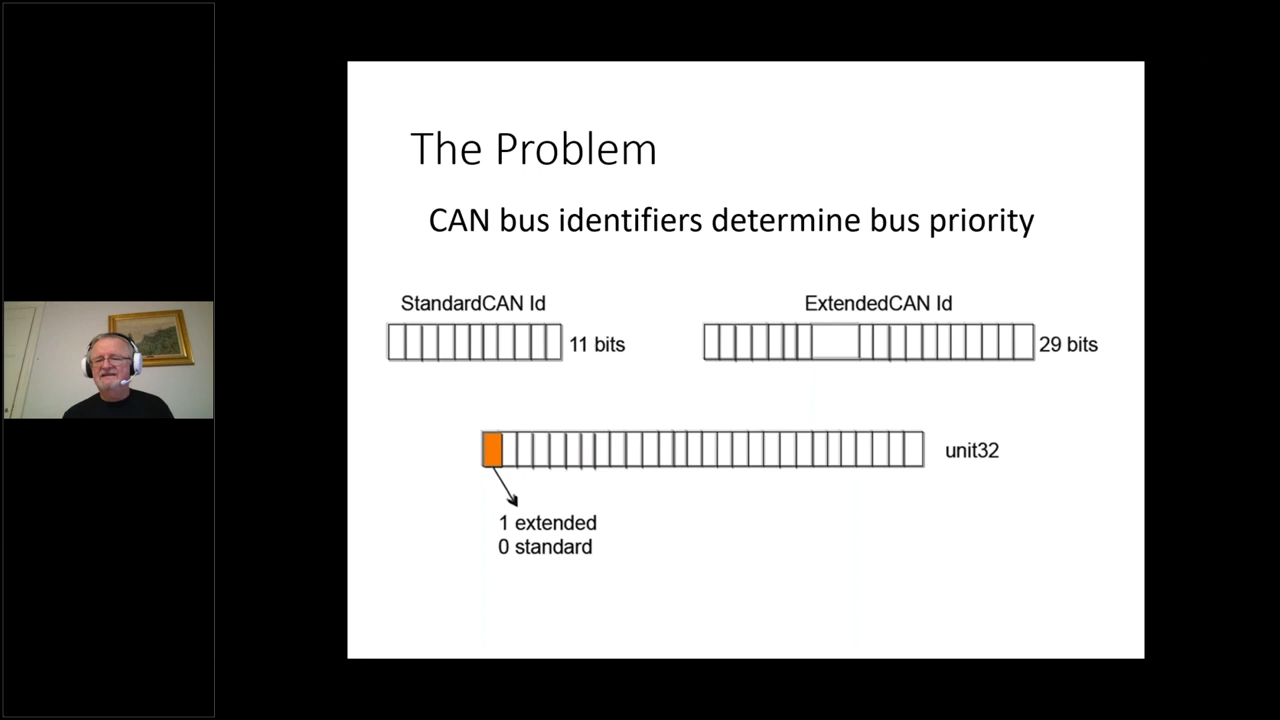 The Problem
CAN bus identifiers determine bus priority
StandardCAN Id
ExtendedCAN Id
11 bits
29 bits
unit32
1 extended
0 standard